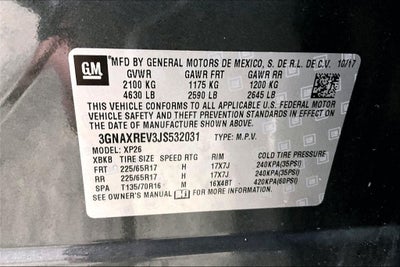 GM
MFD BY GENERAL MOTORS DE MEXICO, S. DE R.L. DE C.V. 10/17
GVWR GAWR FRT GAWR RR
2100 KG 1175 KG 1200 KG
4630 LB 2590 LB 2645 LB
THIS VEHICLE CONFORMS TO ALL APPLICABLE U.S. FEDERAL MOTOR
VEHICLE SAFETY AND THEFT PREVENTION STANDARDS IN EFFECT ON
THE DATE OF MANUFACTURE SHOWN ABOVE.
3GNAXREV3JS532031 TYPE: M.P.V.
MODEL: XP26
XBKB TIRE SIZE SPEED RTG RIM COLD TIRE PRESSURE
FRT 225/65R17 H 17X7J 240KPA(35PSI)
RR 225/65R17 H 17X7J 240KPA(35PSI)
SPA T135/70R16 M 16X4BT 420KPA(60PSI)
SEE OWNER'S MANUAL FOR MORE INFORMATION.